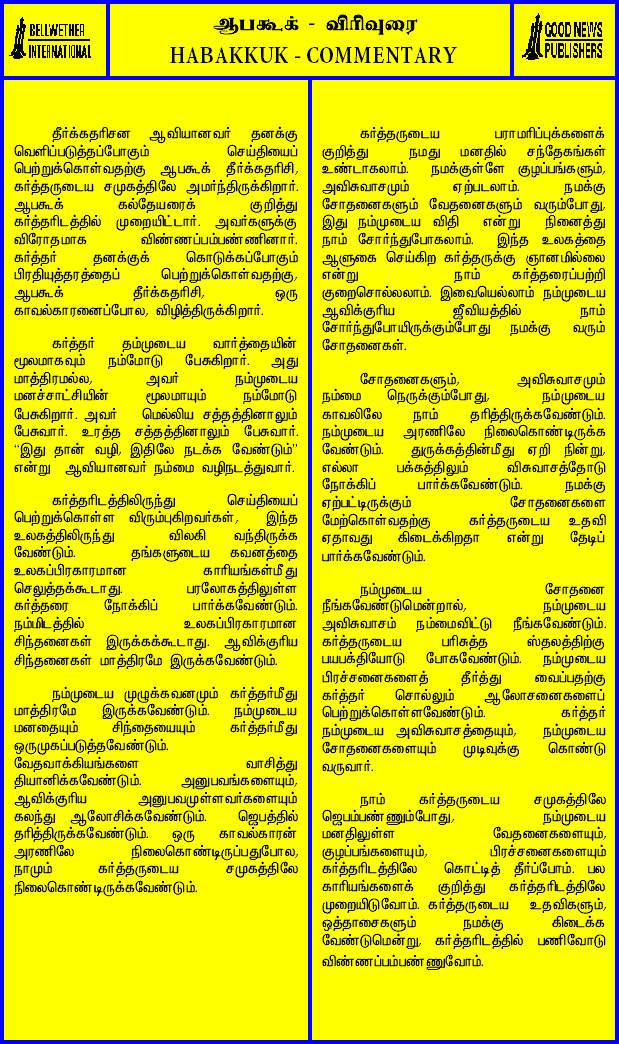 BELLWETHER
INTERNATIONAL
ஆபகூக் - விரிவுரை
HABAKKUK - COMMENTARY
GOOD NEWS
PUBLISHERS
தீர்க்கதரிசன ஆவியானவர் தனக்கு
வெளிப்படுத்தப்போகும் செய்தியைப்
பெற்றுக்கொள்வதற்கு ஆபகூக் தீர்க்கதரிசி,
கர்த்தருடைய சமுகத்திலே அமர்ந்திருக்கிறார்.
ஆபகூக் கல்தேயரைக் குறித்து
கர்த்தரிடத்தில் முறையிட்டார். அவர்களுக்கு
விரோதமாக விண்ணப்பம்பண்ணினார்.
கர்த்தர் தனக்குக் கொடுக்கப்போகும்
பிரதியுத்தரத்தைப் பெற்றுக்கொள்வதற்கு,
ஆபகூக் தீர்க்கதரிசி, ஒரு
காவல்காரனைப்போல, விழித்திருக்கிறார்.
கர்த்தர் தம்முடைய வார்த்தையின்
மூலமாகவும் நம்மோடு பேசுகிறார். அது
மாத்திரமல்ல, அவர் நம்முடைய
மனச்சாட்சியின் மூலமாயும் நம்மோடு
பேசுகிறார். அவர் மெல்லிய சத்தத்தினாலும்
பேசுவார். உரத்த சத்தத்தினாலும் பேசுவார்.
“இது தான் வழி, இதிலே நடக்க வேண்டும்”
என்று ஆவியானவர் நம்மை வழிநடத்துவார்.
கர்த்தரிடத்திலிருந்து செய்தியைப்
பெற்றுக்கொள்ள விரும்புகிறவர்கள், இந்த
உலகத்திலிருந்து விலகி வந்திருக்க
வேண்டும். தங்களுடைய கவனத்தை
உலகப்பிரகாரமான காரியங்கள்மீது
செலுத்தக்கூடாது. பரலோகத்திலுள்ள
கர்த்தரை நோக்கிப் பார்க்கவேண்டும்.
நம்மிடத்தில் உலகப்பிரகாரமான
சிந்தனைகள் இருக்கக்கூடாது. ஆவிக்குரிய
சிந்தனைகள் மாத்திரமே இருக்கவேண்டும்.
நம்முடைய முழுக்கவனமும் கர்த்தர்மீது
மாத்திரமே இருக்கவேண்டும். நம்முடைய
மனதையும் சிந்தையையும் கர்த்தர்மீது
ஒருமுகப்படுத்தவேண்டும்.
வேதவாக்கியங்களை வாசித்து
தியானிக்கவேண்டும். அனுபவங்களையும்,
ஆவிக்குரிய அனுபவமுள்ளவர்களையும்
கலந்து ஆலோசிக்கவேண்டும். ஜெபத்தில்
தரித்திருக்கவேண்டும். ஒரு காவல்காரன்
அரணிலே நிலைகொண்டிருப்பதுபோல,
நாமும் கர்த்தருடைய சமுகத்திலே
நிலைகொண்டிருக்கவேண்டும்.
கர்த்தருடைய பராமரிப்புக்களைக்
குறித்து நமது மனதில் சந்தேகங்கள்
உண்டாகலாம். நமக்குள்ளே குழப்பங்களும்,
அவிசுவாசமும் ஏற்படலாம். நமக்கு
சோதனைகளும் வேதனைகளும் வரும்போது,
இது நம்முடைய விதி என்று நினைத்து
நாம் சோர்ந்துபோகலாம். இந்த உலகத்தை
ஆளுகை செய்கிற கர்த்தருக்கு ஞானமில்லை
என்று நாம் கர்த்தரைப்பற்றி
குறைசொல்லலாம். இவையெல்லாம் நம்முடைய
ஆவிக்குரிய ஜீவியத்தில் நாம்
சோர்ந்துபோயிருக்கும்போது நமக்கு வரும்
சோதனைகள்.
சோதனைகளும், அவிசுவாசமும்
நம்மை நெருக்கும்போது, நம்முடைய
காவலிலே நாம் தரித்திருக்கவேண்டும்.
நம்முடைய அரணிலே நிலைகொண்டிருக்க
வேண்டும். துருக்கத்தின்மீது ஏறி நின்று,
எல்லா பக்கத்திலும் விசுவாசத்தோடு
நோக்கிப் பார்க்கவேண்டும். நமக்கு
ஏற்பட்டிருக்கும் சோதனைகளை
மேற்கொள்வதற்கு கர்த்தருடைய உதவி
ஏதாவது கிடைக்கிறதா என்று தேடிப்
பார்க்கவேண்டும்.
நம்முடைய சோதனை
நீங்கவேண்டுமென்றால், நம்முடைய
அவிசுவாசம் நம்மைவிட்டு நீங்கவேண்டும்.
கர்த்தருடைய பரிசுத்த ஸ்தலத்திற்கு
பயபக்தியோடு போகவேண்டும். நம்முடைய
பிரச்சனைகளைத் தீர்த்து வைப்பதற்கு
கர்த்தர் சொல்லும் ஆலோசனைகளைப்
பெற்றுக்கொள்ளவேண்டும். கர்த்தர்
நம்முடைய அவிசுவாசத்தையும், நம்முடைய
சோதனைகளையும் முடிவுக்கு கொண்டு
வருவார்.
நாம் கர்த்தருடைய சமுகத்திலே
ஜெபம்பண்ணும்போது, நம்முடைய
மனதிலுள்ள வேதனைகளையும்,
குழப்பங்களையும், பிரச்சனைகளையும்
கர்த்தரிடத்திலே கொட்டித் தீர்ப்போம். பல
காரியங்களைக் குறித்து கர்த்தரிடத்திலே
முறையிடுவோம். கர்த்தருடைய உதவிகளும்,
ஒத்தாசைகளும் நமக்கு கிடைக்க
வேண்டுமென்று, கர்த்தரிடத்தில் பணிவோடு
விண்ணப்பம்பண்ணுவோம்.